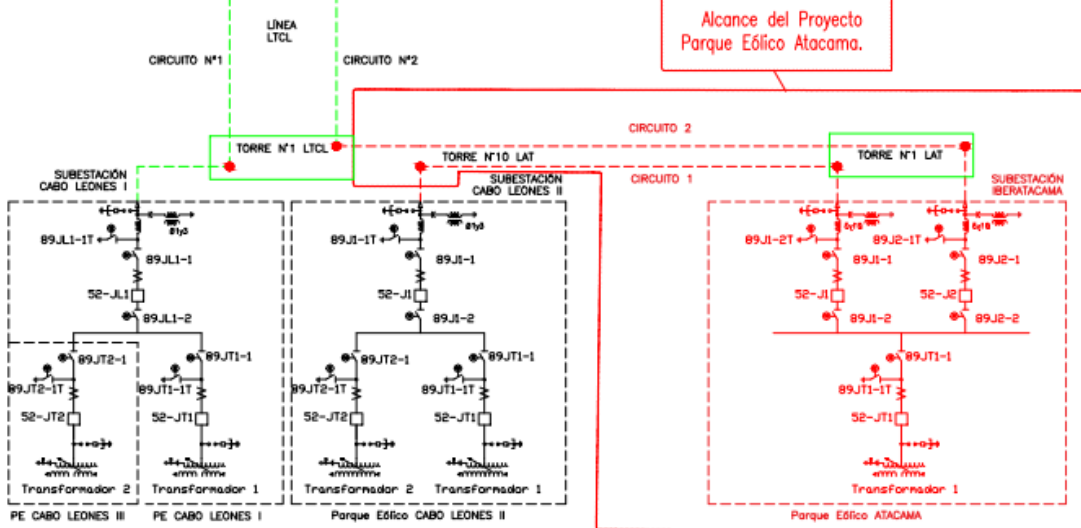 Alcance del Proyecto
Parque Eólico Atacama.
LÍNEA
LTCL
CIRCUITO N°1
CIRCUITO N°2
CIRCUITO 2
TORRE N°1 LTCL
TORRE N°10 LAT
TORRE N°1 LAT
CIRCUITO 1
SUBESTACIÓN
CABO LEONES I
SUBESTACIÓN
CABO LEONES II
SUBESTACIÓN
IBERATACAMA
89JL1-1T
89JL1-1
52-JL1
89JL1-2
89JT2-1
89JT1-1
89JT2-1T
89JT1-1T
52-JT2
52-JT1
Transformador 2
Transformador 1
PE CABO LEONES III
PE CABO LEONES I
89J1-1T
89J1-1
52-J1
89J1-2
89JT2-1
89JT1-1
89JT2-1T
89JT1-1T
52-JT2
52-JT1
Transformador 2
Transformador 1
Parque Eólico CABO LEONES II
89J1-2T
89J2-1T
89J1-1
89J2-1
52-J1
52-J2
89J1-2
89J2-2
89JT1-1
89JT1-1T
52-JT1
Transformador 1
Parque Eólico ATACAMA